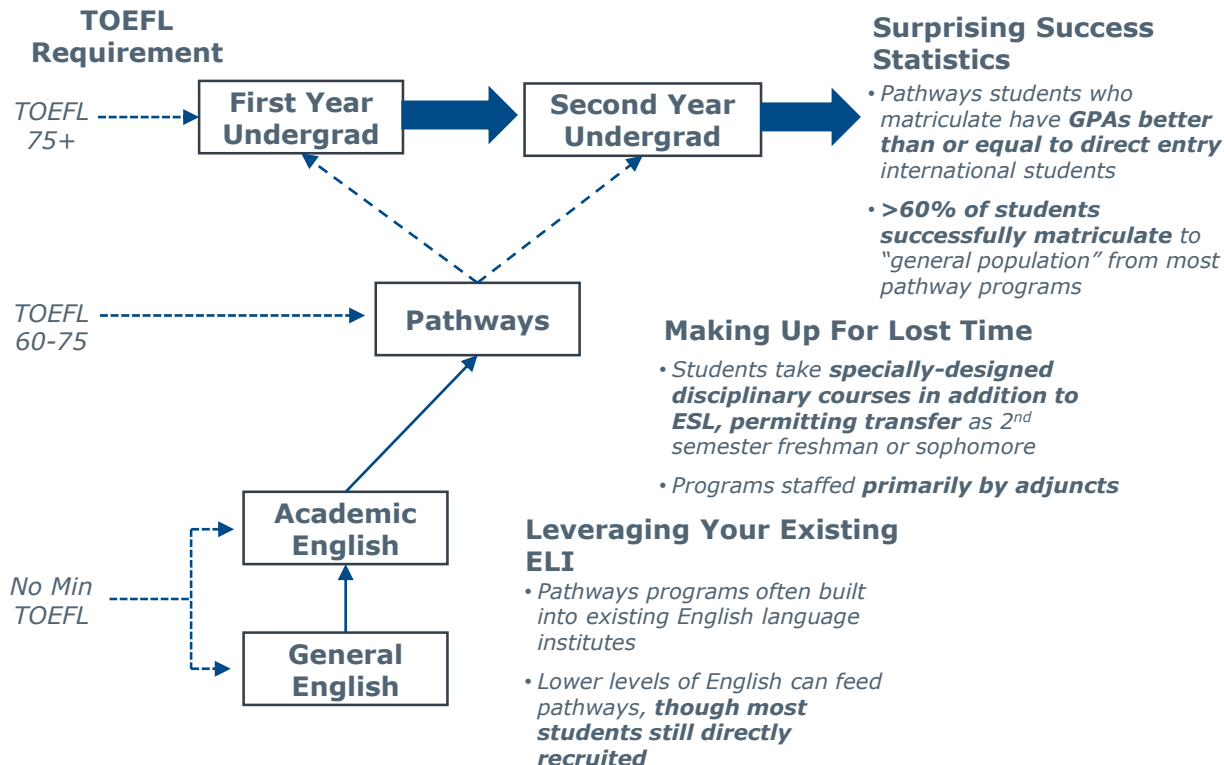 TOEFL
Requirement
TOEFL
75+
First Year
Undergrad
Second Year
Undergrad
Surprising Success
Statistics
• Pathways students who
matriculate have GPAs better
than or equal to direct entry
international students
• >60% of students
successfully matriculate to
“general population” from most
pathway programs
TOEFL
60-75
Pathways
Making Up For Lost Time
• Students take specially-designed
disciplinary courses in addition to
ESL, permitting transfer as 2nd
semester freshman or sophomore
• Programs staffed primarily by adjuncts
No Min
TOEFL
Academic
English
General
English
Leveraging Your Existing
ELI
• Pathways programs often built
into existing English language
institutes
• Lower levels of English can feed
pathways, though most
students still directly
recruited